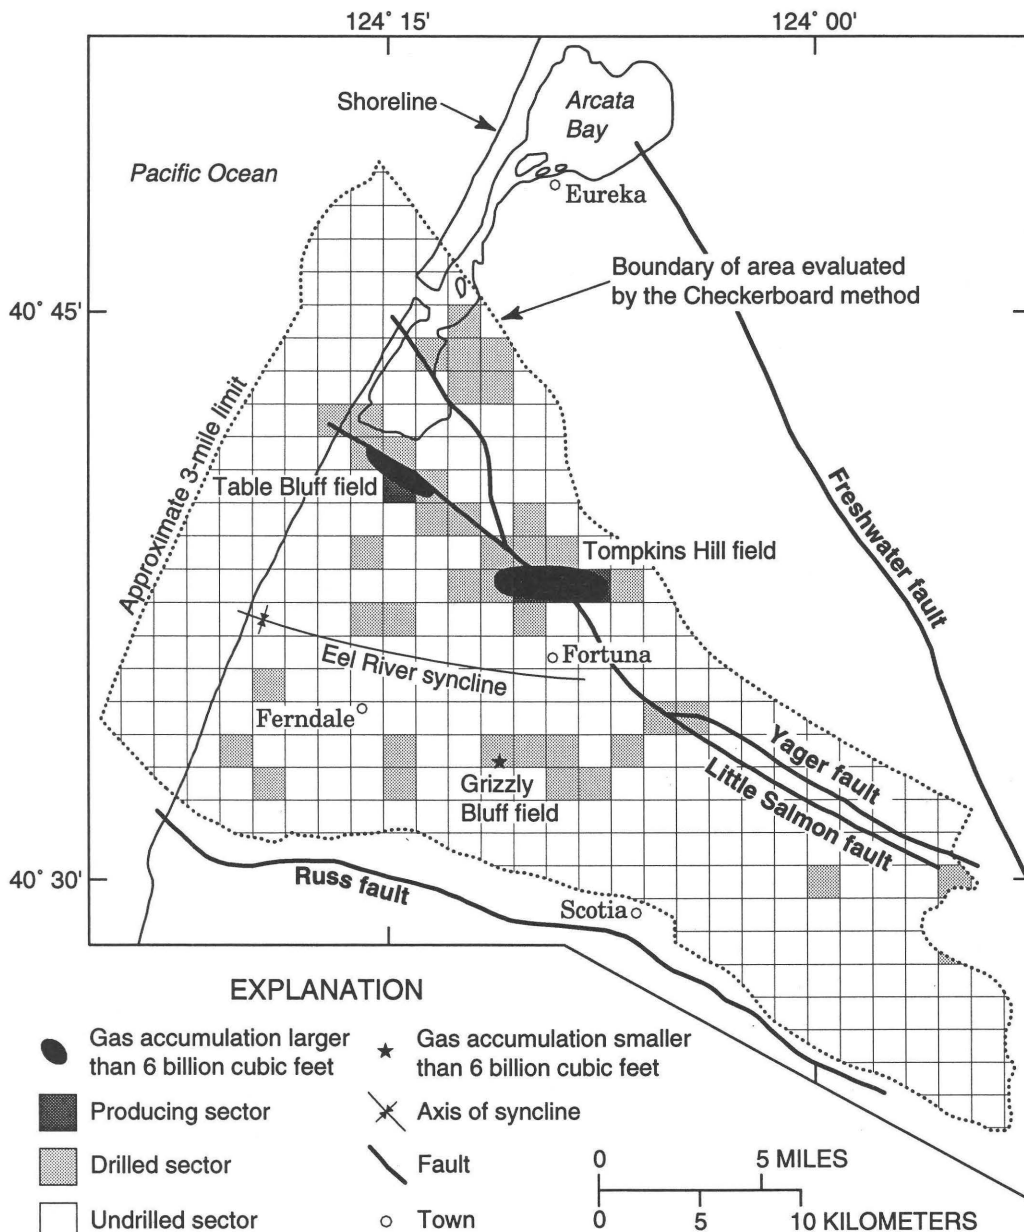 124° 15'
124° 00'
Shoreline
Arcata
Bay
Pacific Ocean
Eureka
Boundary of area evaluated
by the Checkerboard method
40° 45'
Approximate 3-mile limit
Table Bluff field
Freshwater fault
Tompkins Hill field
Fortuna
Eel River syncline
Ferndale
Yager fault
Little Salmon fault
Grizzly
Bluff field
40° 30'
Russ fault
Scotia
EXPLANATION
Gas accumulation larger
than 6 billion cubic feet
Gas accumulation smaller
than 6 billion cubic feet
Producing sector
Axis of syncline
Drilled sector
Fault
Undrilled sector
Town
0 5 MILES
0 5 10 KILOMETERS